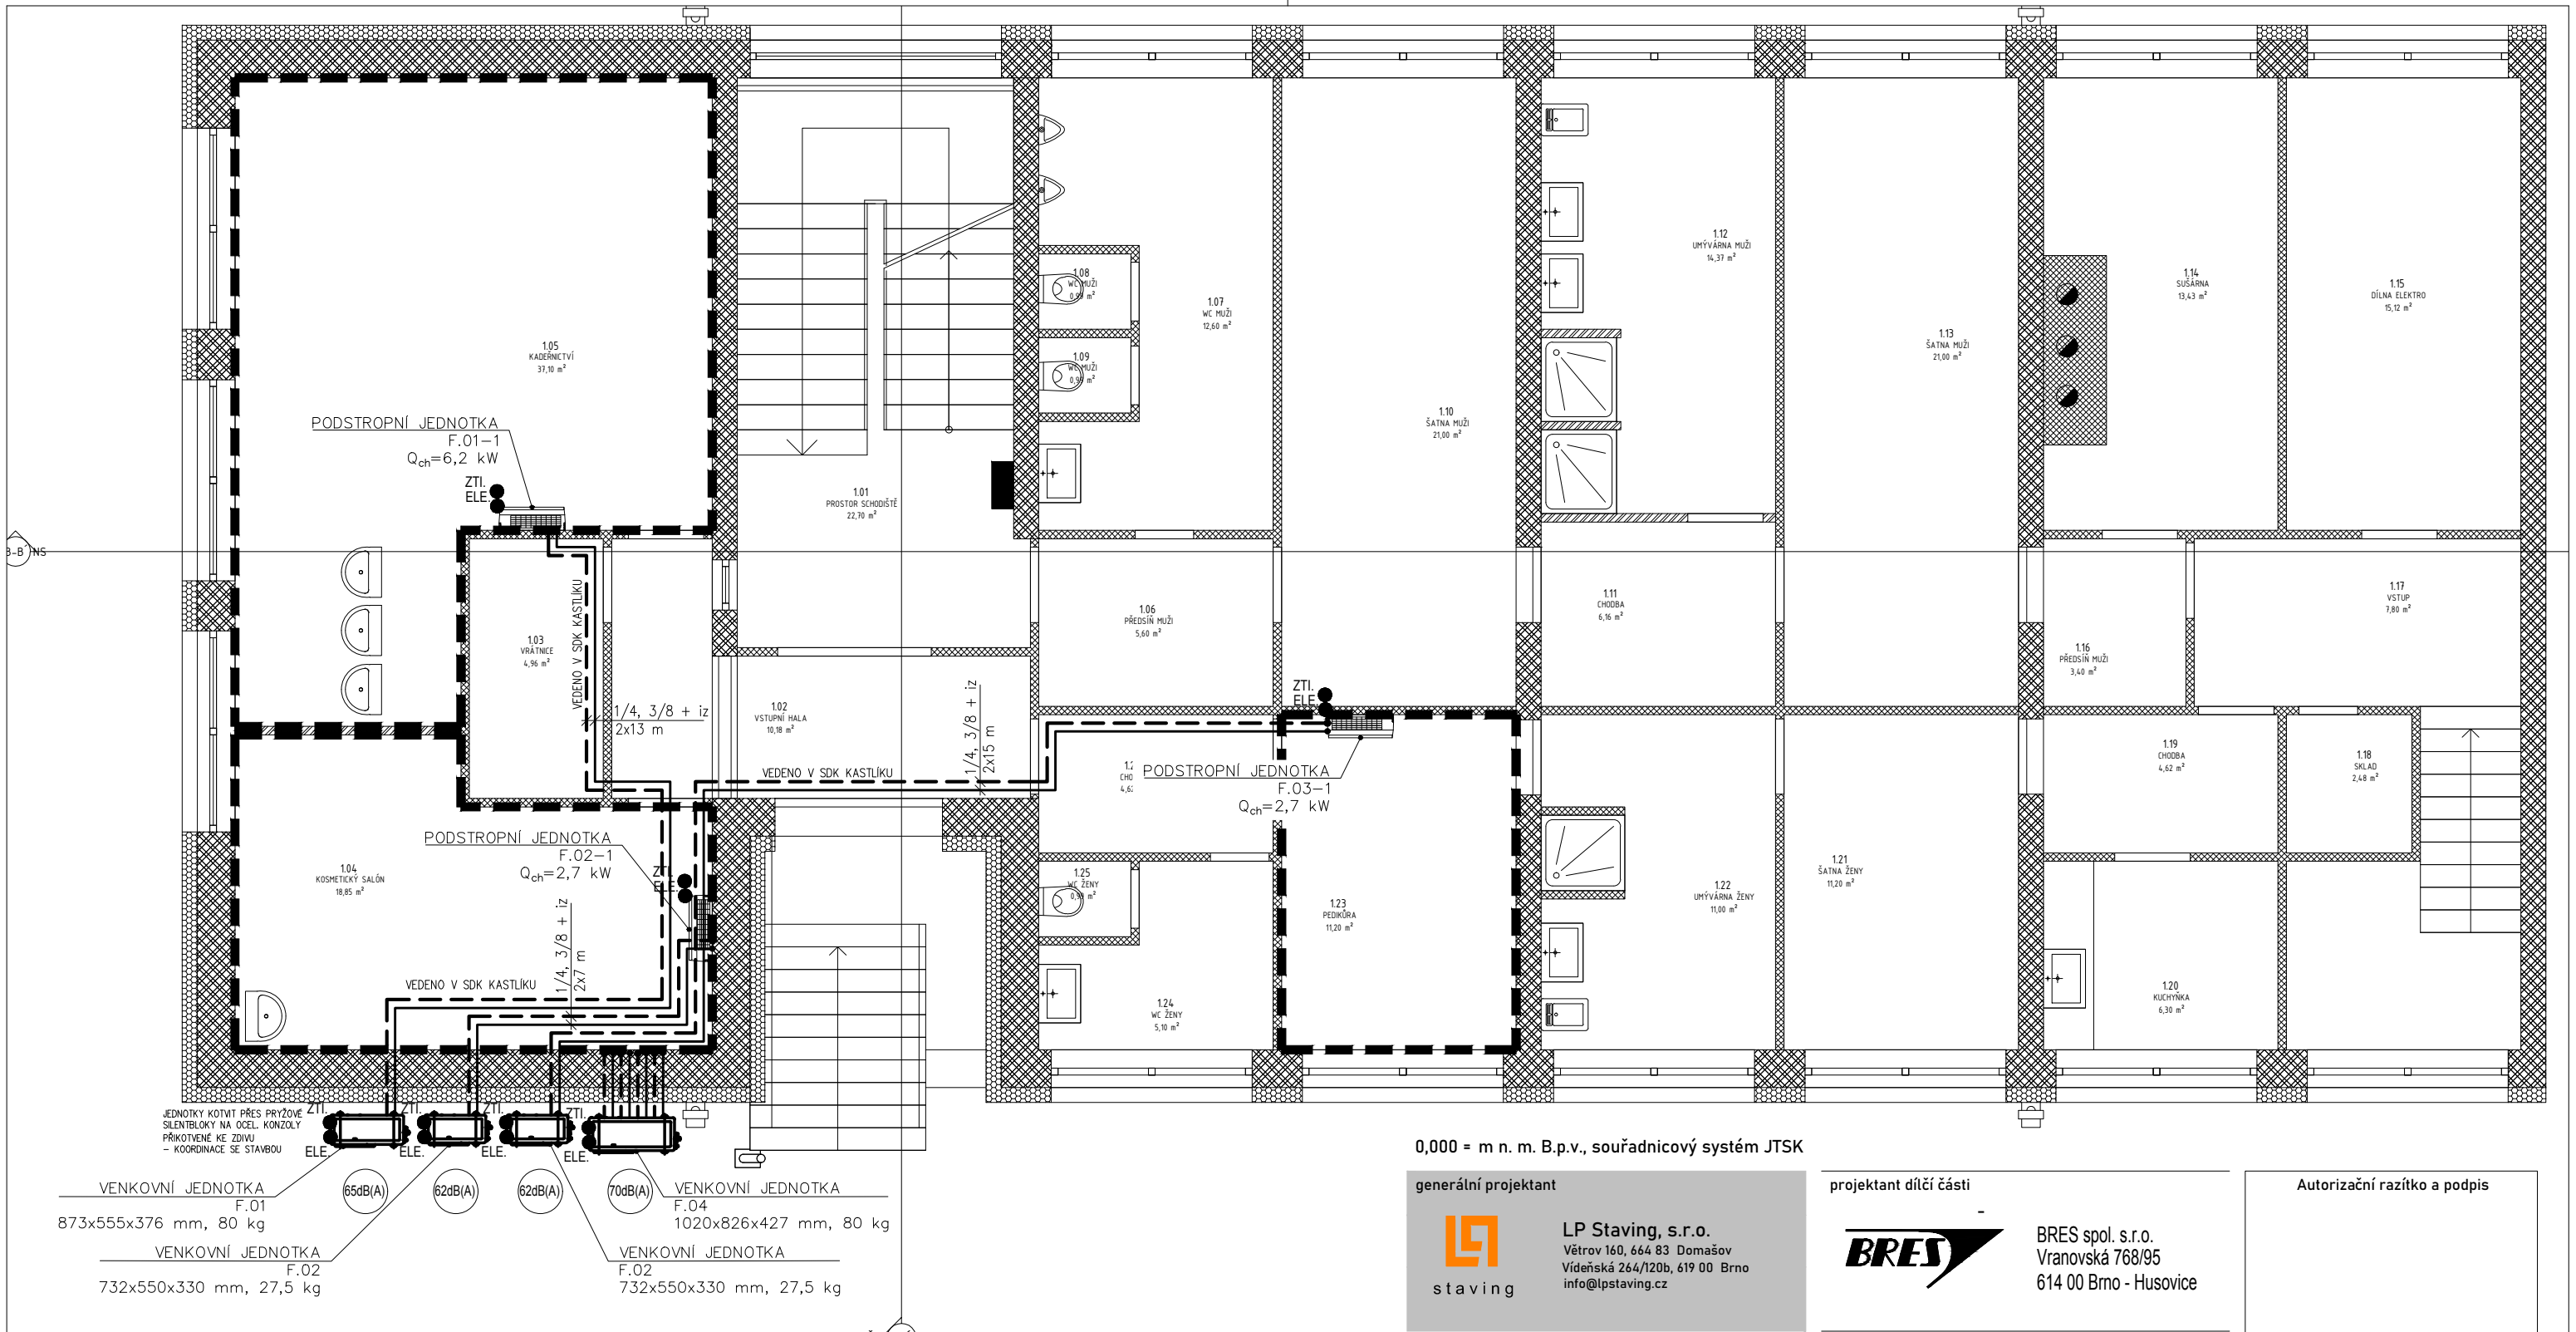 1.05
KADEŘNICTVÍ
37,10 m²
PODSTROPNÍ JEDNOTKA
F.01-1
Qch=6,2 kW
ZTI.
ELE.
1.03
VRÁTNICE
4,96 m²
VEDENO V SDK KASTLÍKU
1/4, 3/8 + iz
2x13 m
1.01
PROSTOR SCHODIŠTĚ
22,70 m²
1.02
VSTUPNÍ HALA
10,18 m²
VEDENO V SDK KASTLÍKU
1/4, 3/8 + iz
2x15 m
1.08
WC MUŽI
0,99 m²
1.09
WC MUŽI
0,99 m²
1.07
WC MUŽI
12,60 m²
1.06
PŘEDSÍŇ MUŽI
5,60 m²
1.10
ŠATNA MUŽI
21,00 m²
1.12
UMÝVÁRNA MUŽI
14,37 m²
1.11
CHODBA
6,16 m²
1.13
ŠATNA MUŽI
21,00 m²
1.14
SUŠÁRNA
13,43 m²
1.15
DÍLNA ELEKTRO
15,12 m²
1.17
VSTUP
7,80 m²
1.16
PŘEDSÍŇ MUŽI
3,40 m²
1.19
CHODBA
4,62 m²
1.18
SKLAD
2,48 m²
1.20
KUCHYŇKA
6,30 m²
1.21
ŠATNA ŽENY
11,20 m²
1.22
UMÝVÁRNA ŽENY
11,00 m²
ZTI.
ELE.
PODSTROPNÍ JEDNOTKA
F.03-1
Qch=2,7 kW
1.23
PEDIKÚRA
11,20 m²
1.25
WC ŽENY
0,99 m²
1.24
WC ŽENY
5,10 m²
PODSTROPNÍ JEDNOTKA
F.02-1
Qch=2,7 kW
ZTI.
ELE.
1.04
KOSMETICKÝ SALÓN
18,85 m²
VEDENO V SDK KASTLÍKU
1/4, 3/8 + iz
2x7 m
B-B' NS
JEDNOTKY KOTVIT PŘES PRYŽOVÉ
SILENTBLOKY NA OCEL. KONZOLY
PŘIKOTVENÉ KE ZDIVU
- KOORDINACE SE STAVBOU
ZTI. ZTI. ZTI. ZTI.
ELE. ELE. ELE. ELE.
65dB(A) 62dB(A) 62dB(A) 70dB(A)
VENKOVNÍ JEDNOTKA
F.01
873x555x376 mm, 80 kg
VENKOVNÍ JEDNOTKA
F.02
732x550x330 mm, 27,5 kg
VENKOVNÍ JEDNOTKA
F.04
1020x826x427 mm, 80 kg
VENKOVNÍ JEDNOTKA
F.02
732x550x330 mm, 27,5 kg
0,000 = m n. m. B.p.v., souřadnicový systém JTSK
generální projektant
staving
LP Staving, s.r.o.
Větrov 160, 664 83 Domašov
Vídeňská 264/120b, 619 00 Brno
info@lpstaving.cz
projektant dílčí části
-
BRES
BRES spol. s.r.o.
Vranovská 768/95
614 00 Brno - Husovice
Autorizační razítko a podpis